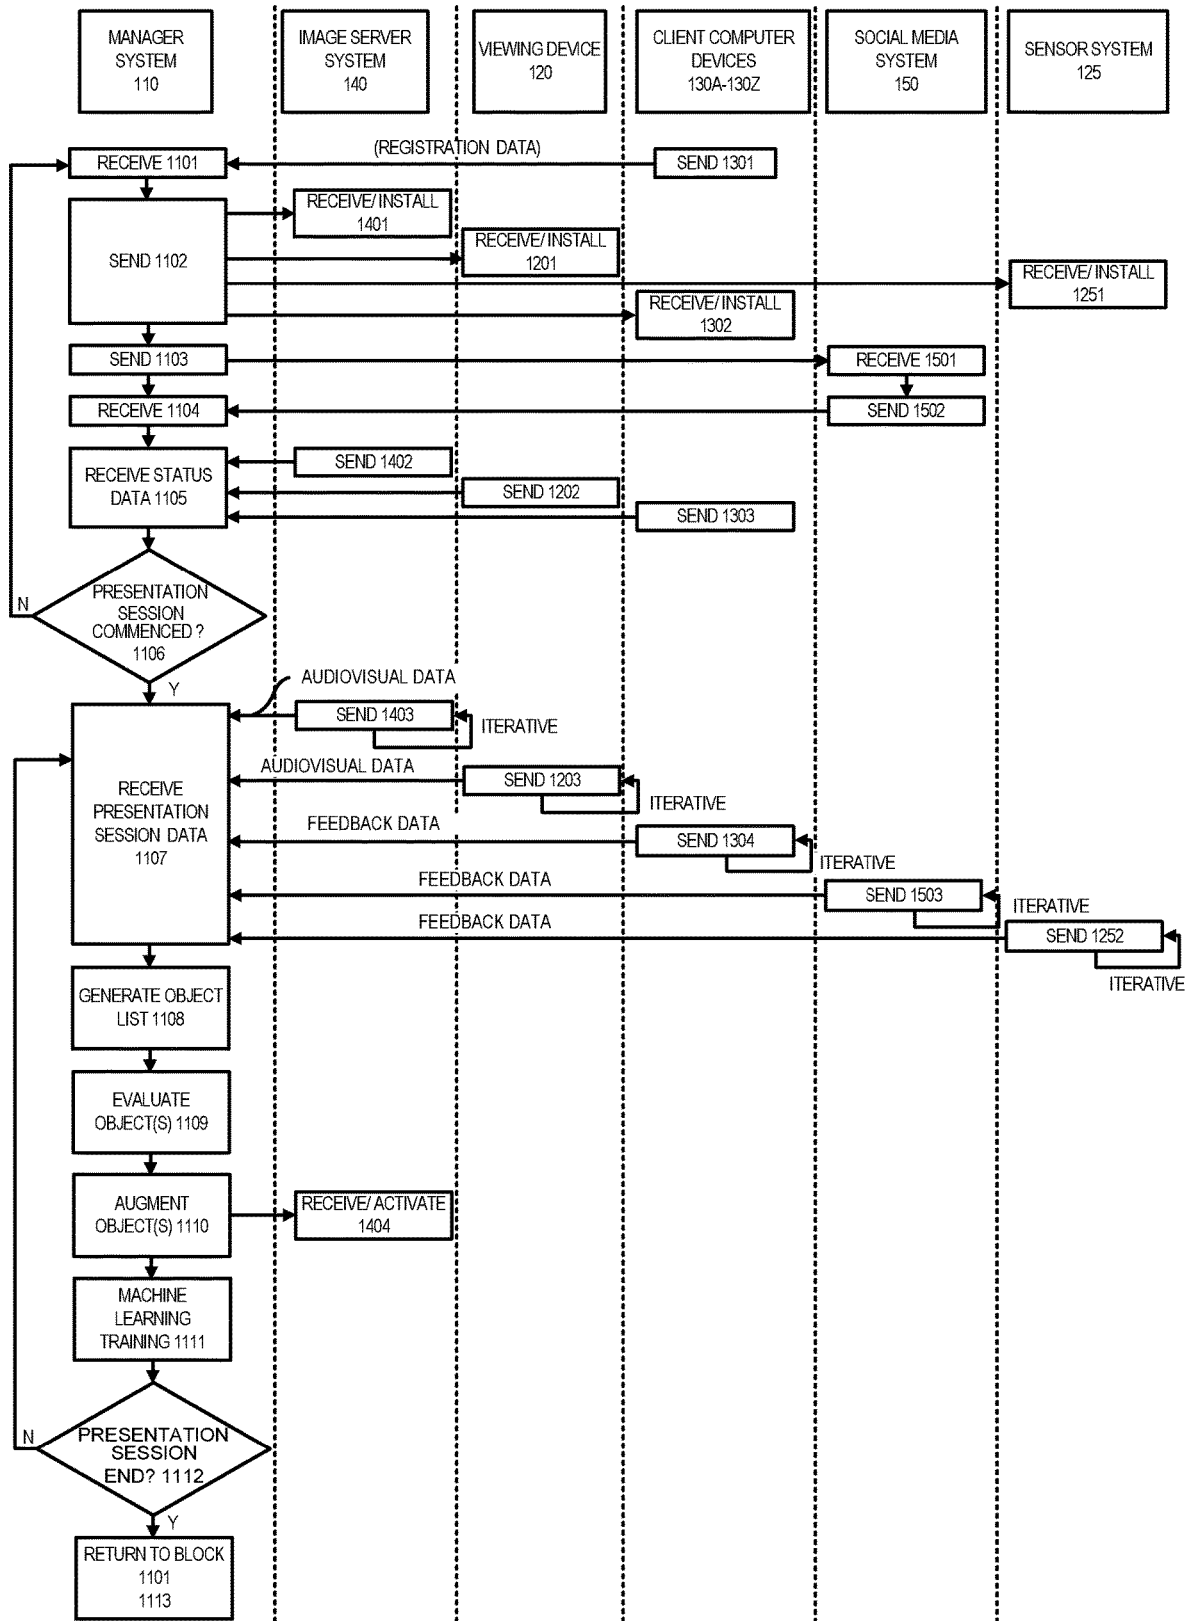 MANAGER
SYSTEM
110
IMAGE SERVER
SYSTEM
140
VIEWING DEVICE
120
CLIENT COMPUTER
DEVICES
130A-130Z
SOCIAL MEDIA
SYSTEM
150
SENSOR SYSTEM
125
RECEIVE 1101
(REGISTRATION DATA)
SEND 1301
SEND 1102
RECEIVE/ INSTALL
1401
RECEIVE/ INSTALL
1201
RECEIVE/ INSTALL
1251
RECEIVE/ INSTALL
1302
SEND 1103
RECEIVE 1501
RECEIVE 1104
SEND 1502
RECEIVE STATUS
DATA 1105
SEND 1402
SEND 1202
SEND 1303
N
PRESENTATION
SESSION
COMMENCED ?
1106
Y
AUDIOVISUAL DATA
SEND 1403
ITERATIVE
AUDIOVISUAL DATA
SEND 1203
ITERATIVE
RECEIVE
PRESENTATION
SESSION DATA
1107
FEEDBACK DATA
SEND 1304
ITERATIVE
FEEDBACK DATA
SEND 1503
ITERATIVE
FEEDBACK DATA
SEND 1252
ITERATIVE
GENERATE OBJECT
LIST 1108
EVALUATE
OBJECT(S) 1109
AUGMENT
OBJECT(S) 1110
RECEIVE/ ACTIVATE
1404
MACHINE
LEARNING
TRAINING 1111
N
PRESENTATION
SESSION
END? 1112
Y
RETURN TO BLOCK
1101
1113